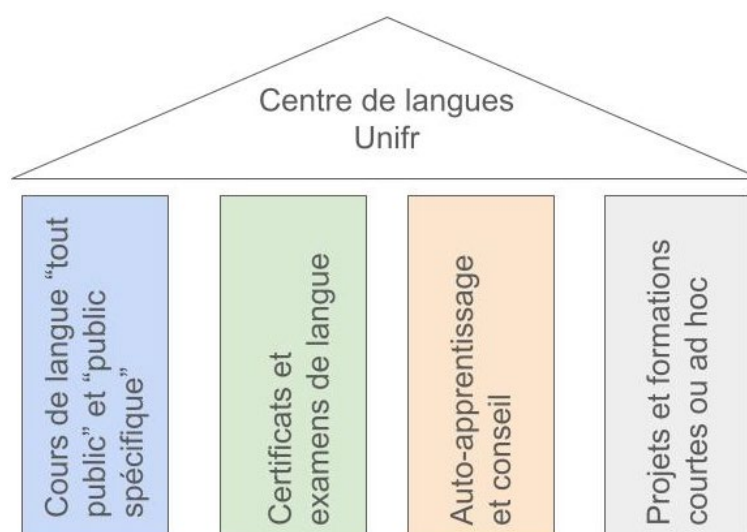 Centre de langues
Unifr
Cours de langue “tout
public” et “public
spécifique”
Certificats et
examens de langue
Auto-apprentissage
et conseil
Projets et formations
courtes ou ad hoc